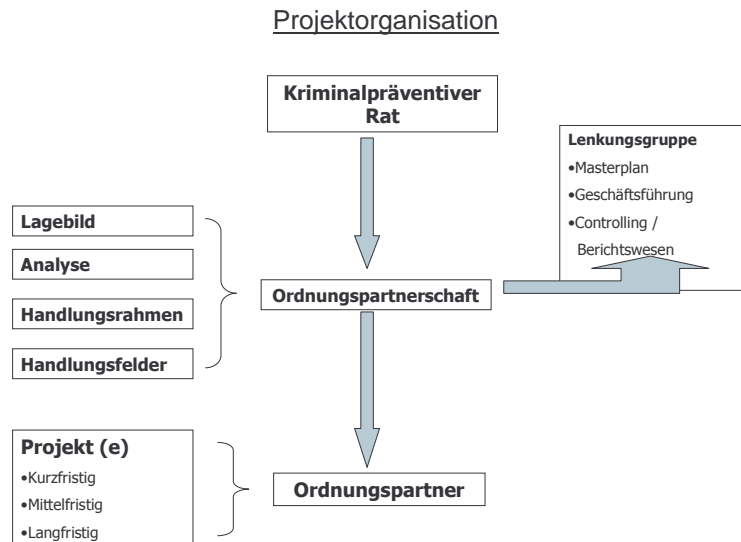 Projektorganisation
Kriminalpräventiver
Rat
Lenkungsgruppe
•Masterplan
•Geschäftsführung
•Controlling /
Berichtswesen
Lagebild
Analyse
Handlungsrahmen
Handlungsfelder
Ordnungspartnerschaft
Projekt (e)
•Kurzfristig
•Mittelfristig
•Langfristig
Ordnungspartner